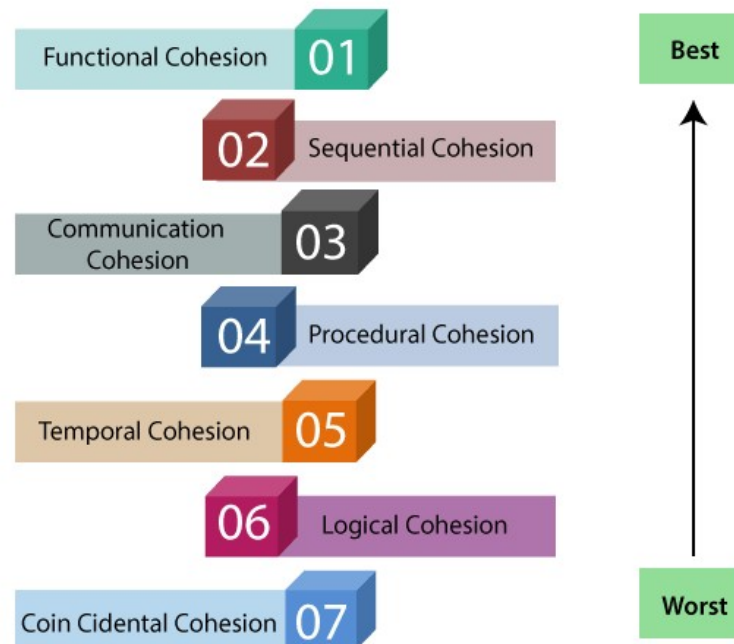 Functional Cohesion 01
Best
02 Sequential Cohesion
Communication
Cohesion
03
04 Procedural Cohesion
Temporal Cohesion 05
06 Logical Cohesion
Coin Cidental Cohesion 07
Worst